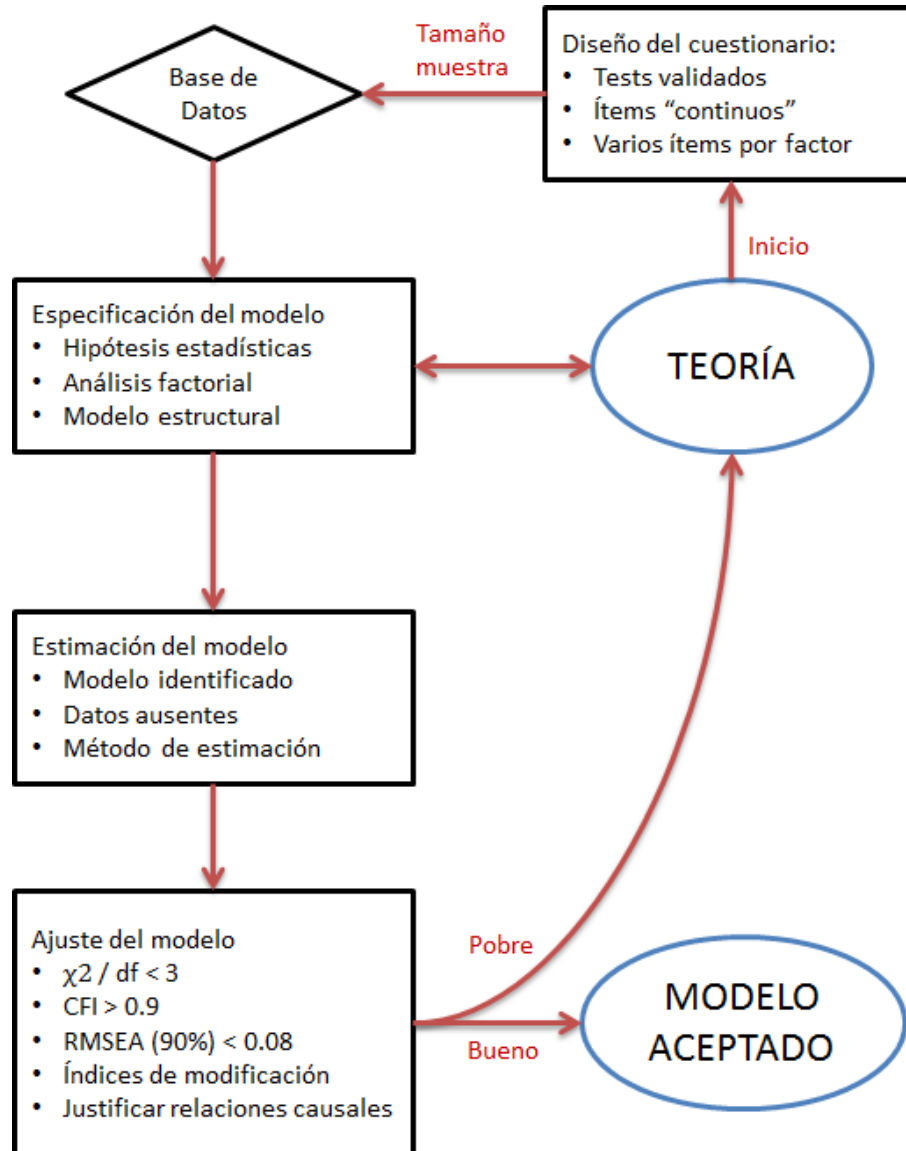 Base de
Datos
Tamaño
muestra
Diseño del cuestionario:
• Tests validados
• Ítems “continuos”
• Varios ítems por factor
Inicio
Especificación del modelo
• Hipótesis estadísticas
• Análisis factorial
• Modelo estructural
TEORÍA
Estimación del modelo
• Modelo identificado
• Datos ausentes
• Método de estimación
Ajuste del modelo
• χ2 / df < 3
• CFI > 0.9
• RMSEA (90%) < 0.08
• Índices de modificación
• Justificar relaciones causales
Pobre
Bueno
MODELO
ACEPTADO